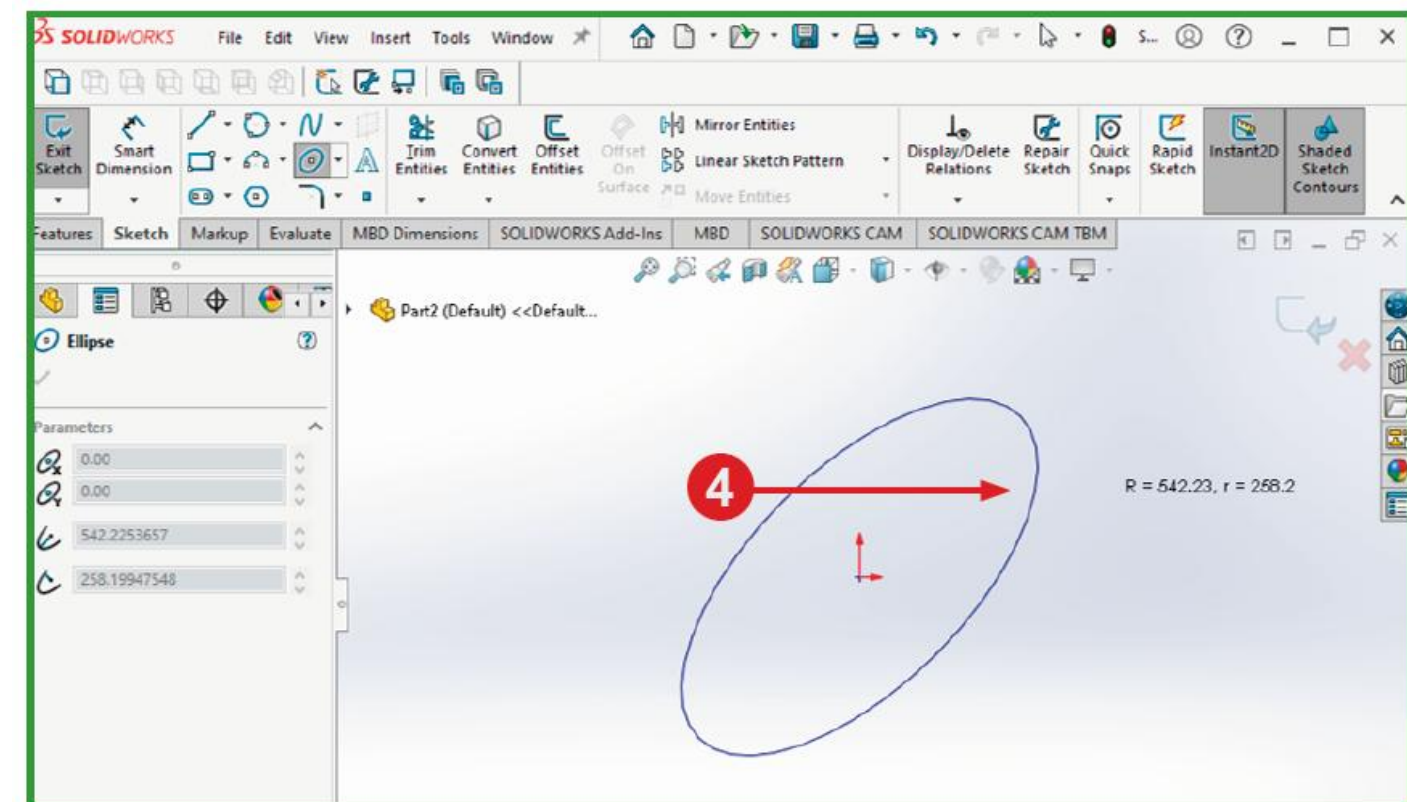 SOLIDWORKS File Edit View Insert Tools Window S... ?
Exit Sketch
Smart Dimension
Trim Entities
Convert Entities
Offset Entities
Offset On Surface
Mirror Entities
Linear Sketch Pattern
Move Entities
Display/Delete Relations
Repair Sketch
Quick Snaps
Rapid Sketch
Instant2D
Shaded Sketch Contours
Features Sketch Markup Evaluate MBD Dimensions SOLIDWORKS Add-Ins MBD SOLIDWORKS CAM SOLIDWORKS CAM TBM
Part2 (Default) <<Default...
Ellipse ?
Parameters
0.00
0.00
542.2253657
258.19947548
4
R = 542.23, r = 258.2